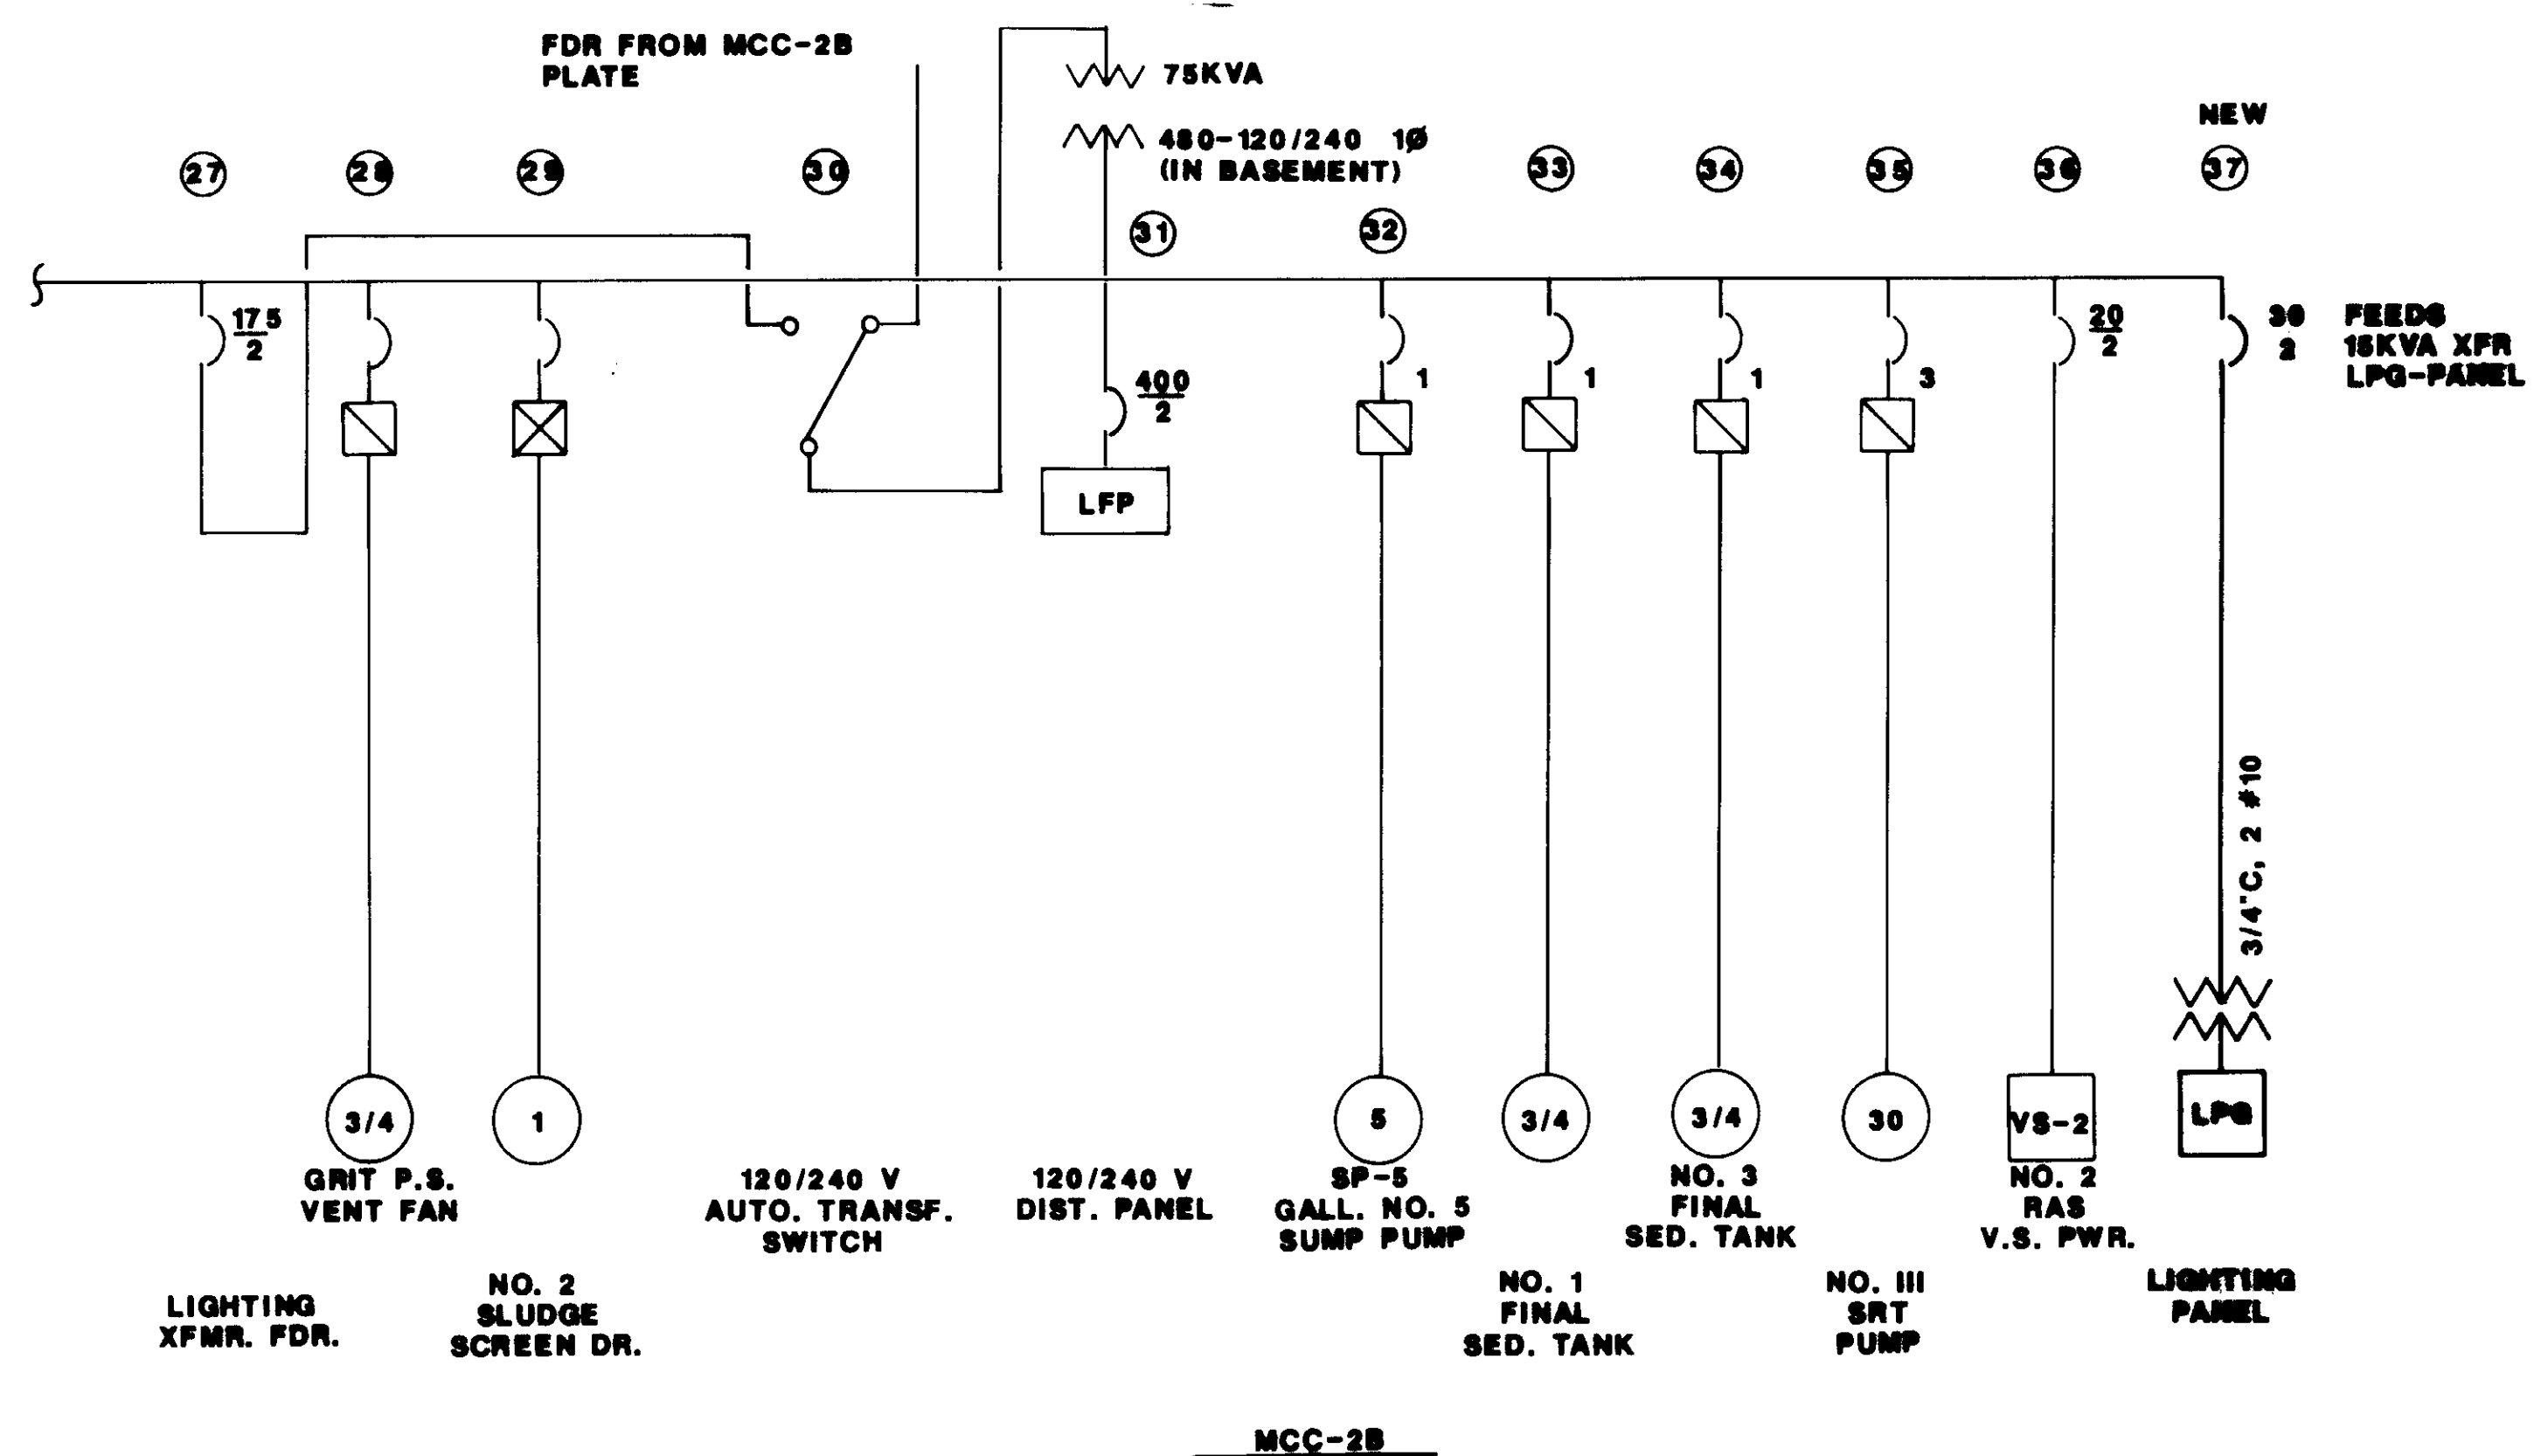 FDR FROM MCC-2B
PLATE
75KVA
480-120/240 1Ø
(IN BASEMENT)
NEW
27
28
29
30
31
32
33
34
35
36
37
175
2
400
2
LFP
1
1
1
3
20
2
30
2
FEEDS
15KVA XFR
LPG-PANEL
3/4"C, 2 #10
3/4
1
5
3/4
3/4
30
VS-2
LPG
GRIT P.S.
VENT FAN
120/240 V
AUTO. TRANSF.
SWITCH
120/240 V
DIST. PANEL
SP-5
GALL. NO. 5
SUMP PUMP
NO. 3
FINAL
SED. TANK
NO. 2
RAS
V.S. PWR.
LIGHTING
XFMR. FDR.
NO. 2
SLUDGE
SCREEN DR.
NO. 1
FINAL
SED. TANK
NO. III
SRT
PUMP
LIGHTING
PANEL
MCC-2B